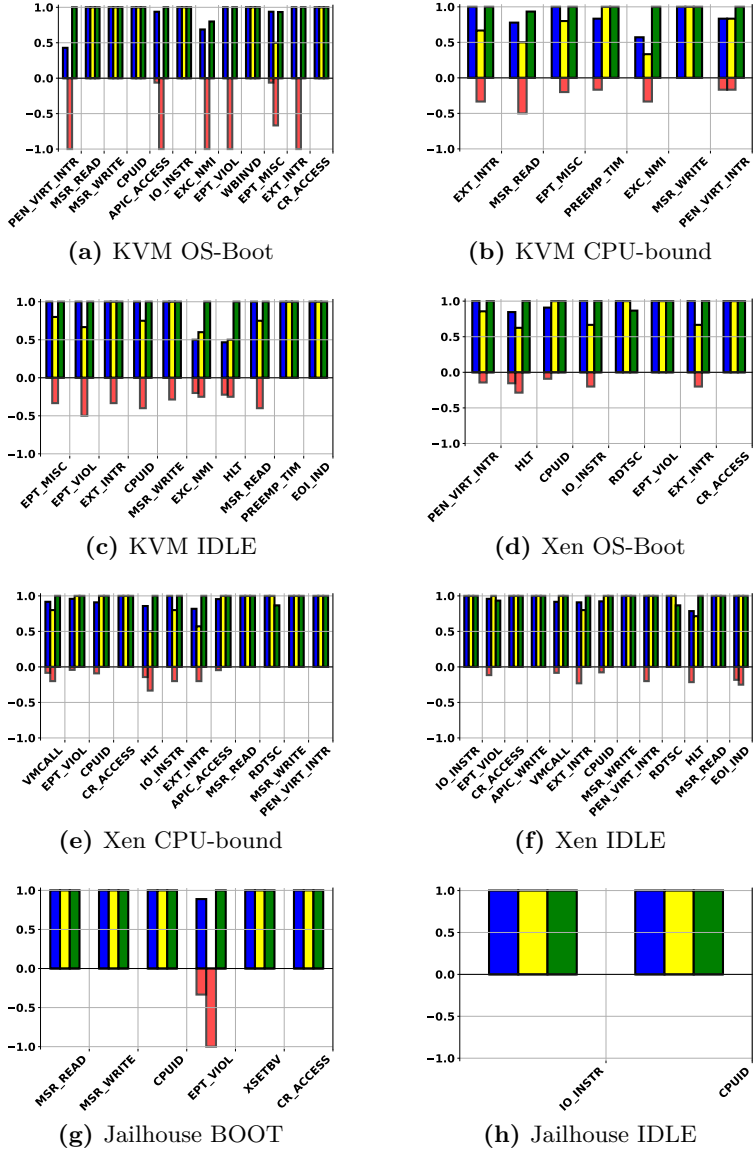 1.0
0.5
0.0
−0.5
−1.0
PEN_VIRT_INTR
MSR_READ
MSR_WRITE
CPUID
APIC_ACCESS
IO_INSTR
EXC_NMI
EPT_VIOL
WBINVD
EPT_MISC
EXT_INTR
CR_ACCESS
(a) KVM OS-Boot
1.0
0.5
0.0
−0.5
−1.0
EXT_INTR
MSR_READ
EPT_MISC
PREEMP_TIM
EXC_NMI
MSR_WRITE
PEN_VIRT_INTR
(b) KVM CPU-bound
1.0
0.5
0.0
−0.5
−1.0
EPT_MISC
EPT_VIOL
EXT_INTR
CPUID
MSR_WRITE
EXC_NMI
HLT
MSR_READ
PREEMP_TIM
EOI_IND
(c) KVM IDLE
1.0
0.5
0.0
−0.5
−1.0
PEN_VIRT_INTR
HLT
CPUID
IO_INSTR
RDTSC
EPT_VIOL
EXT_INTR
CR_ACCESS
(d) Xen OS-Boot
1.0
0.5
0.0
−0.5
−1.0
VMCALL
EPT_VIOL
CPUID
CR_ACCESS
HLT
IO_INSTR
EXT_INTR
APIC_ACCESS
MSR_READ
RDTSC
MSR_WRITE
PEN_VIRT_INTR
(e) Xen CPU-bound
1.0
0.5
0.0
−0.5
−1.0
IO_INSTR
EPT_VIOL
CR_ACCESS
APIC_WRITE
VMCALL
EXT_INTR
CPUID
MSR_WRITE
PEN_VIRT_INTR
RDTSC
HLT
MSR_READ
EOI_IND
(f) Xen IDLE
1.0
0.5
0.0
−0.5
−1.0
MSR_READ
MSR_WRITE
CPUID
EPT_VIOL
XSETBV
CR_ACCESS
(g) Jailhouse BOOT
1.0
0.5
0.0
−0.5
−1.0
IO_INSTR
CPUID
(h) Jailhouse IDLE